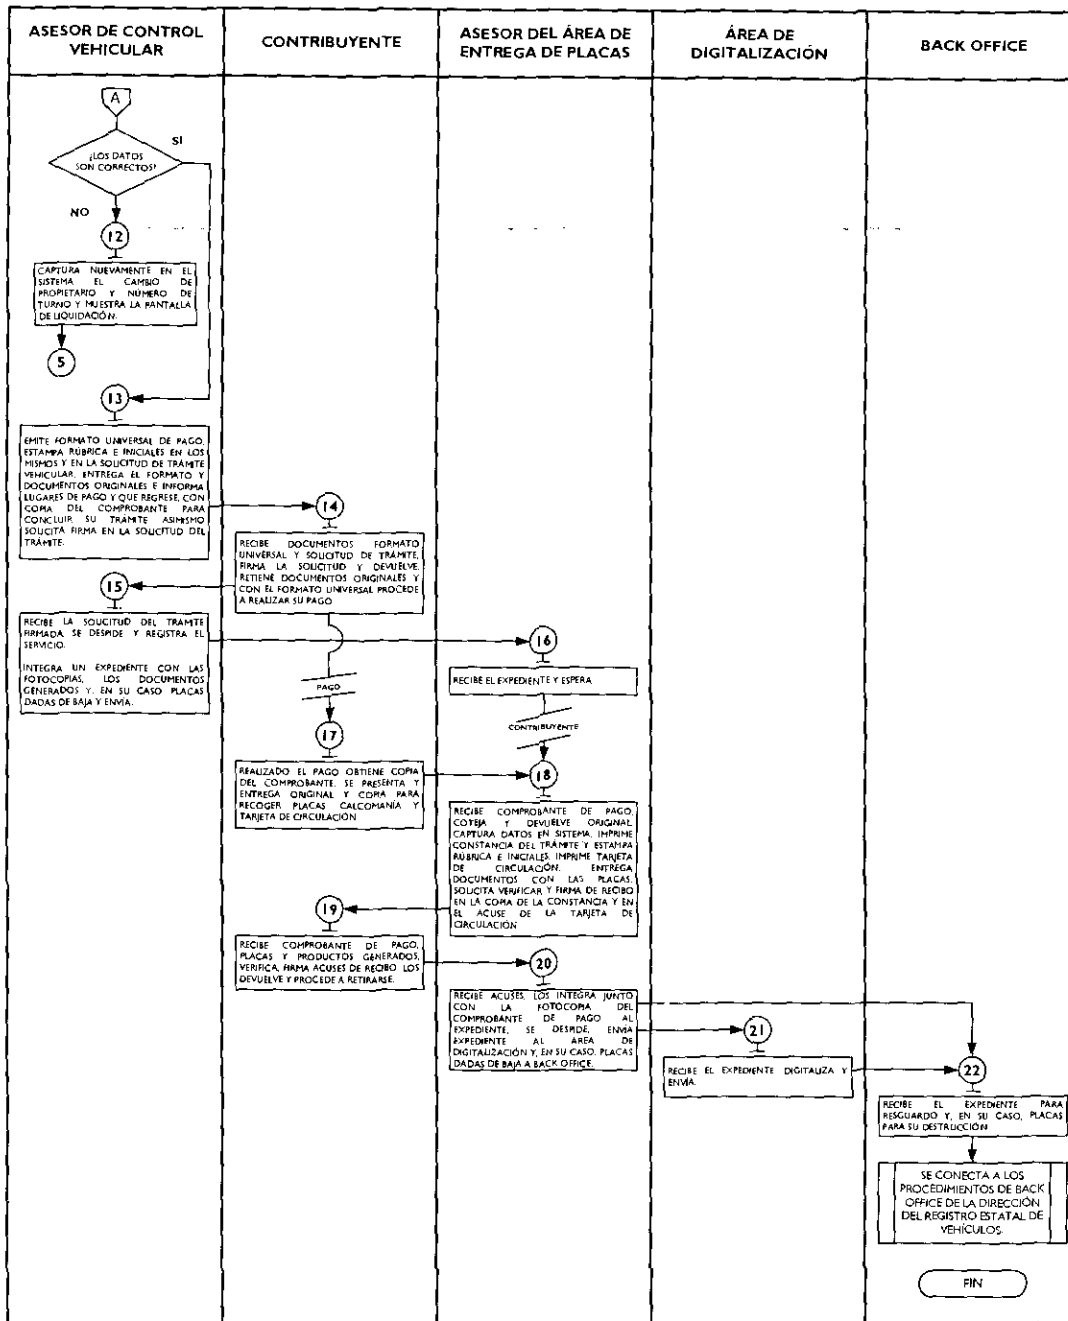 ASESOR DE CONTROL
VEHICULAR
CONTRIBUYENTE
ASESOR DEL ÁREA DE
ENTREGA DE PLACAS
ÁREA DE
DIGITALIZACIÓN
BACK OFFICE
A
¿LOS DATOS
SON CORRECTOS?
SI
NO
12
CAPTURA NUEVAMENTE EN EL
SISTEMA EL CAMBIO DE
PROPIETARIO Y NÚMERO DE
TURNO Y MUESTRA LA PANTALLA
DE LIQUIDACIÓN.
5
13
EMITE FORMATO UNIVERSAL DE PAGO,
ESTAMPA RÚBRICA E INICIALES EN LOS
MISMOS Y EN LA SOLICITUD DE TRÁMITE
VEHICULAR, ENTREGA EL FORMATO Y
DOCUMENTOS ORIGINALES E INFORMA
LUGARES DE PAGO Y QUE REGRESE, CON
COPIA DEL COMPROBANTE PARA
CONCLUIR SU TRÁMITE ASIMISMO
SOLICITA FIRMA EN LA SOLICITUD DEL
TRÁMITE.
14
RECIBE DOCUMENTOS FORMATO
UNIVERSAL Y SOLICITUD DE TRÁMITE,
FIRMA LA SOLICITUD Y DEVUELVE,
RETIENE DOCUMENTOS ORIGINALES Y
CON EL FORMATO UNIVERSAL PROCEDE
A REALIZAR SU PAGO
15
RECIBE LA SOLICITUD DEL TRAMITE
FIRMADA, SE DESPIDE Y REGISTRA EL
SERVICIO.
INTEGRA UN EXPEDIENTE CON LAS
FOTOCOPIAS, LOS DOCUMENTOS
GENERADOS Y, EN SU CASO PLACAS
DADAS DE BAJA Y ENVÍA.
16
RECIBE EL EXPEDIENTE Y ESPERA
PAGO
CONTRIBUYENTE
17
REALIZADO EL PAGO OBTIENE COPIA
DEL COMPROBANTE, SE PRESENTA Y
ENTREGA ORIGINAL Y COPIA PARA
RECOGER PLACAS CALCOMANÍA Y
TARJETA DE CIRCULACIÓN
18
RECIBE COMPROBANTE DE PAGO,
COTEJA Y DEVUELVE ORIGINAL
CAPTURA DATOS EN SISTEMA, IMPRIME
CONSTANCIA DEL TRÁMITE Y ESTAMPA
RÚBRICA E INICIALES, IMPRIME TARJETA
DE CIRCULACIÓN, ENTREGA
DOCUMENTOS CON LAS PLACAS,
SOLICITA VERIFICAR Y FIRMA DE RECIBO
EN LA COPIA DE LA CONSTANCIA Y EN
EL ACUSE DE LA TARJETA DE
CIRCULACIÓN
19
RECIBE COMPROBANTE DE PAGO,
PLACAS Y PRODUCTOS GENERADOS,
VERIFICA, FIRMA ACUSES DE RECIBO LOS
DEVUELVE Y PROCEDE A RETIRARSE.
20
RECIBE ACUSES, LOS INTEGRA JUNTO
CON LA FOTOCOPIA DEL
COMPROBANTE DE PAGO AL
EXPEDIENTE, SE DESPIDE, ENVÍA
EXPEDIENTE AL ÁREA DE
DIGITALIZACIÓN Y, EN SU CASO, PLACAS
DADAS DE BAJA A BACK OFFICE.
21
RECIBE EL EXPEDIENTE DIGITALIZA Y
ENVÍA.
22
RECIBE EL EXPEDIENTE PARA
RESGUARDO Y, EN SU CASO, PLACAS
PARA SU DESTRUCCIÓN
SE CONECTA A LOS
PROCEDIMIENTOS DE BACK
OFFICE DE LA DIRECCIÓN
DEL REGISTRO ESTATAL DE
VEHÍCULOS.
FIN